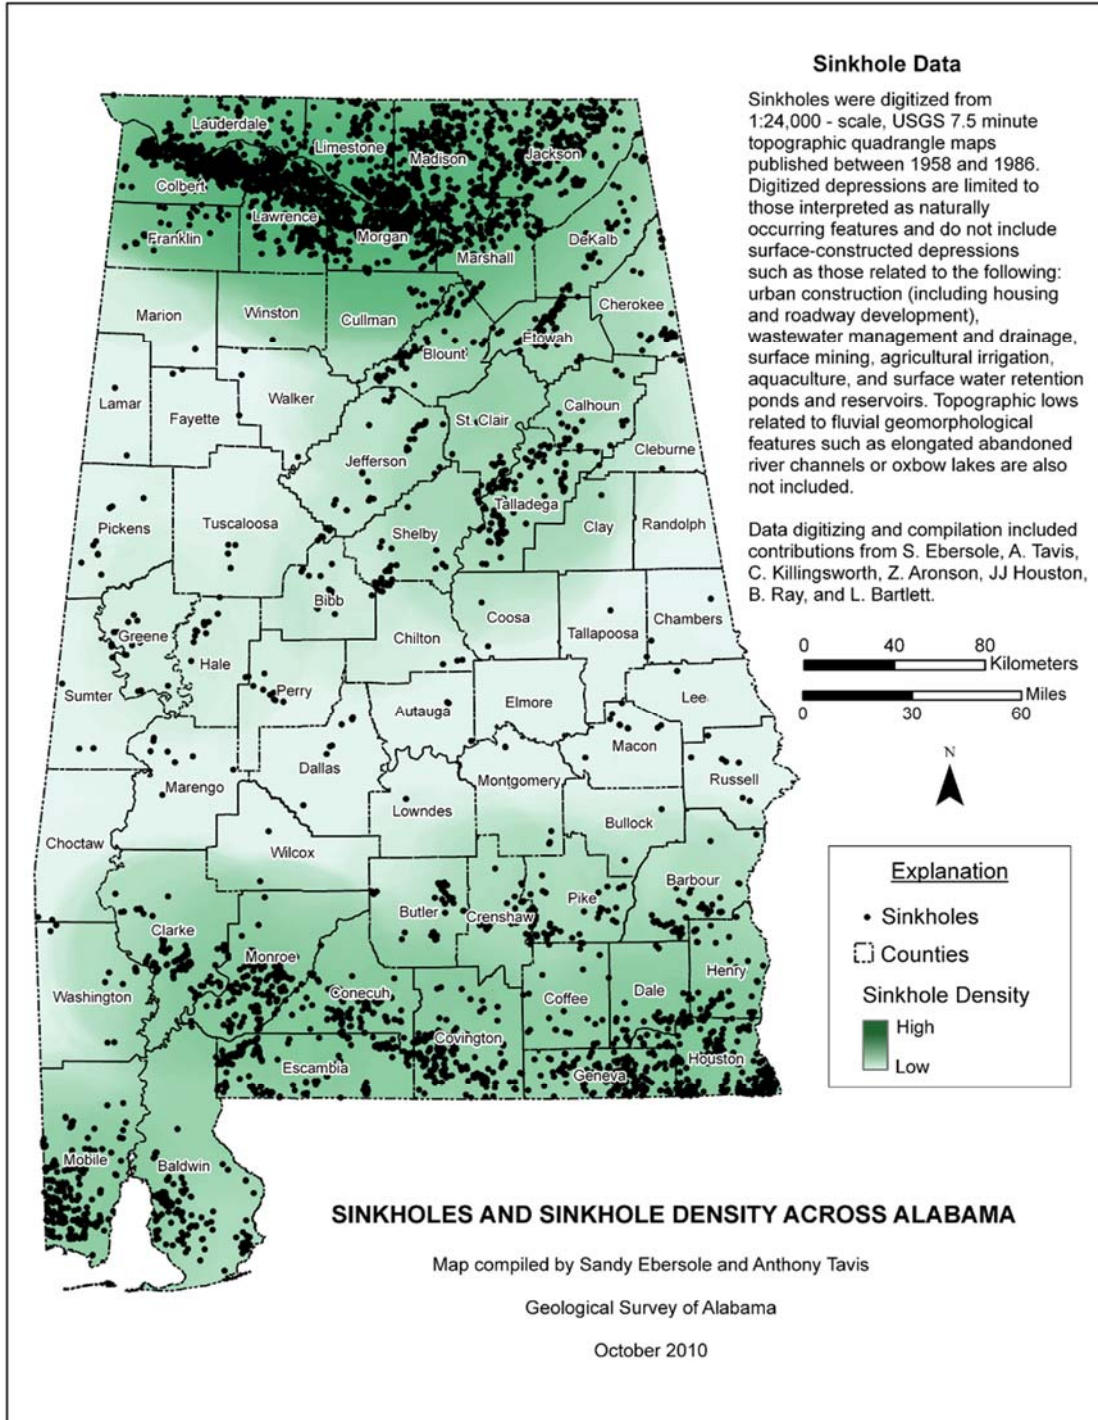 Sinkhole Data
Sinkholes were digitized from
1:24,000 - scale, USGS 7.5 minute
topographic quadrangle maps
published between 1958 and 1986.
Digitized depressions are limited to
those interpreted as naturally
occurring features and do not include
surface-constructed depressions
such as those related to the following:
urban construction (including housing
and roadway development),
wastewater management and drainage,
surface mining, agricultural irrigation,
aquaculture, and surface water retention
ponds and reservoirs. Topographic lows
related to fluvial geomorphological
features such as elongated abandoned
river channels or oxbow lakes are also
not included.
Data digitizing and compilation included
contributions from S. Ebersole, A. Tavis,
C. Killingsworth, Z. Aronson, JJ Houston,
B. Ray, and L. Bartlett.
0 40 80
Kilometers
Miles
0 30 60
N
Explanation
Sinkholes
Counties
Sinkhole Density
High
Low
Lauderdale
Limestone
Madison
Jackson
Colbert
Lawrence
Franklin
Morgan
Marshall
DeKalb
Marion
Winston
Cullman
Cherokee
Etowah
Blount
Lamar
Fayette
Walker
St. Clair
Calhoun
Jefferson
Cleburne
Pickens
Tuscaloosa
Shelby
Talladega
Clay
Randolph
Bibb
Greene
Hale
Chilton
Coosa
Tallapoosa
Chambers
Sumter
Perry
Autauga
Elmore
Lee
Marengo
Dallas
Montgomery
Macon
Russell
Choctaw
Lowndes
Bullock
Wilcox
Clarke
Butler
Crenshaw
Pike
Barbour
Monroe
Washington
Conecuh
Coffee
Dale
Henry
Covington
Escambia
Geneva
Houston
Mobile
Baldwin
SINKHOLES AND SINKHOLE DENSITY ACROSS ALABAMA
Map compiled by Sandy Ebersole and Anthony Tavis
Geological Survey of Alabama
October 2010